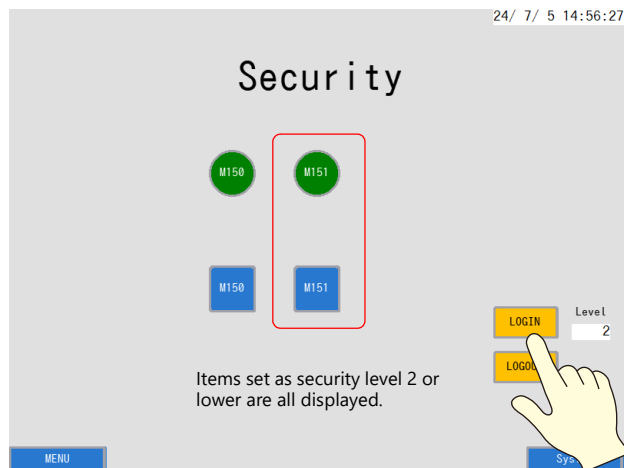 24/ 7/ 5 14:56:27
Security
M150 M151
M150 M151
LOGIN
Level
2
Items set as security level 2 or
lower are all displayed.
MENU